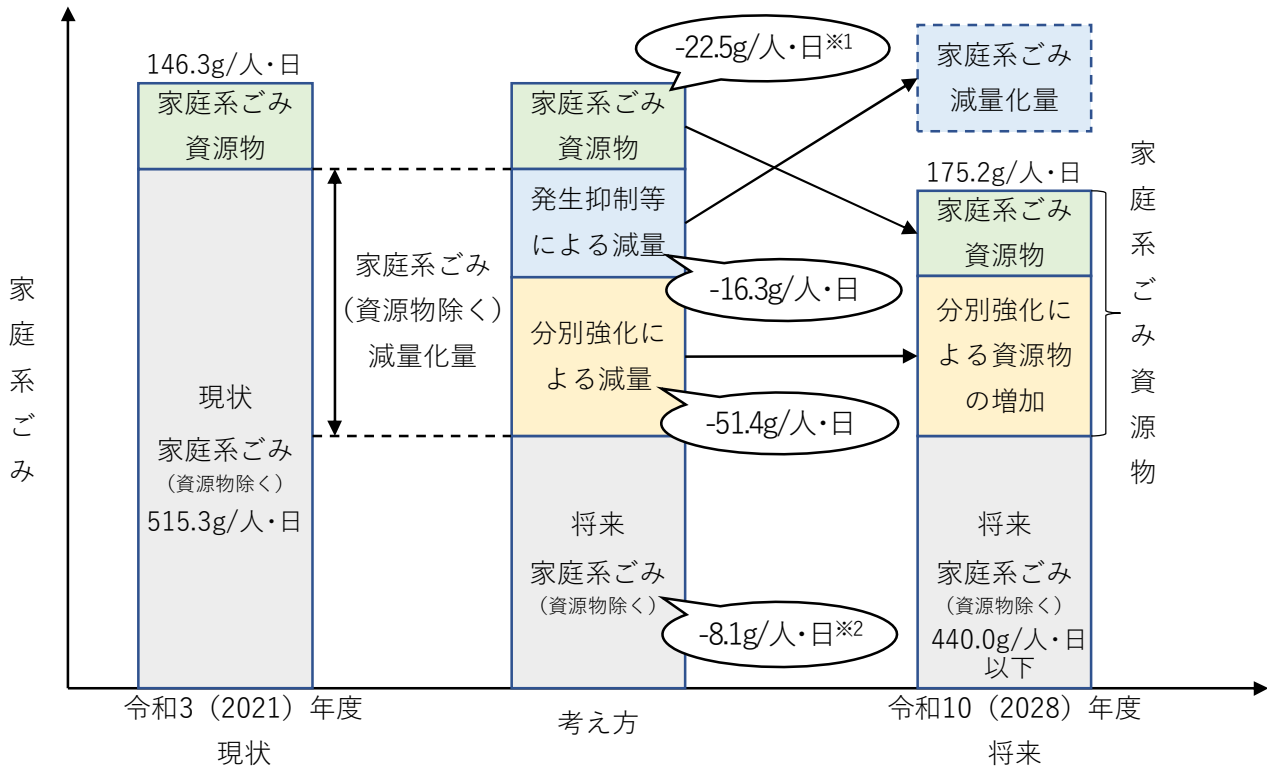 家庭系ごみ
146.3g/人・日
家庭系ごみ
資源物
現状
家庭系ごみ
（資源物除く）
515.3g/人・日
家庭系ごみ
（資源物除く）
減量化量
-22.5g/人・日※1
家庭系ごみ
資源物
発生抑制等
による減量
-16.3g/人・日
分別強化に
よる減量
-51.4g/人・日
将来
家庭系ごみ
（資源物除く）
-8.1g/人・日※2
家庭系ごみ
減量化量
175.2g/人・日
家庭系ごみ
資源物
分別強化に
よる資源物
の増加
将来
家庭系ごみ
（資源物除く）
440.0g/人・日
以下
家庭系ごみ資源物
令和3（2021）年度
現状
考え方
令和10（2028）年度
将来